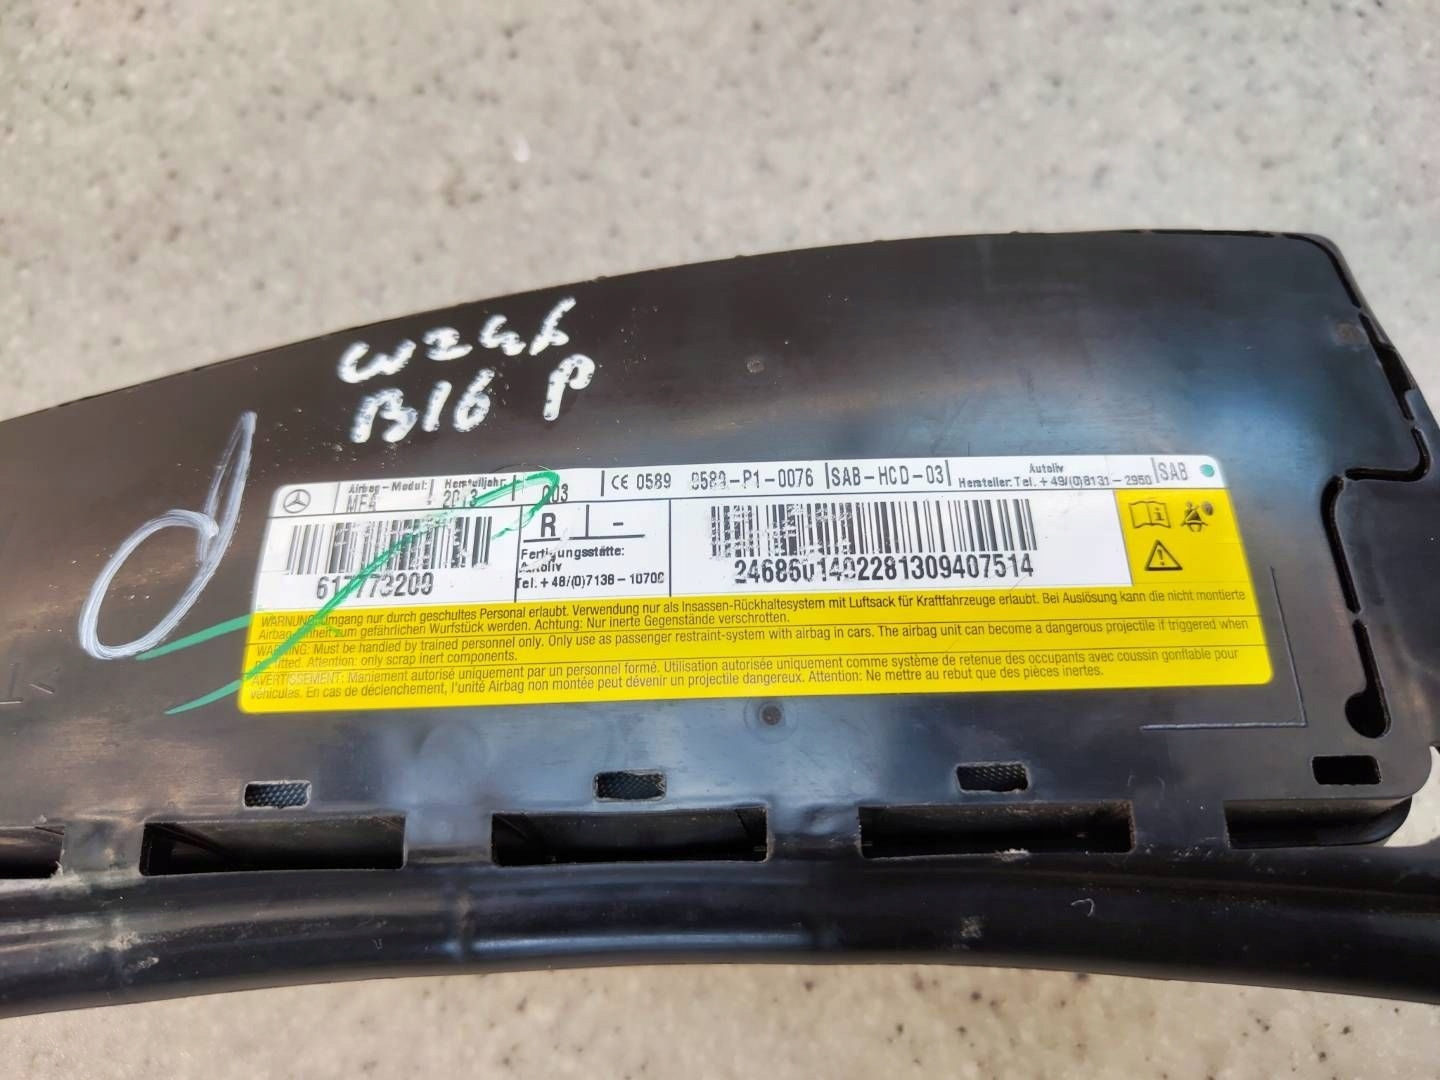 W246
B16 P
d
Airbag-Modul: MFA Herstelljahr 2013 003 CE 0589 0589-P1-0076 SAB-HCD-03 Autoliv Hersteller: Tel. +49/(0)8131-2950 SAB
R -
617773209
Fertigungsstätte:
Autoliv
Tel. +48/(0)7138-10700
2468601402281309407514
WARNUNG: Umgang nur durch geschultes Personal erlaubt. Verwendung nur als Insassen-Rückhaltesystem mit Luftsack für Kraftfahrzeuge erlaubt. Bei Auslösung kann die nicht montierte
Airbag-Einheit zum gefährlichen Wurfstück werden. Achtung: Nur inerte Gegenstände verschrotten.
WARNING: Must be handled by trained personnel only. Only use as passenger restraint-system with airbag in cars. The airbag unit can become a dangerous projectile if triggered when
not fitted. Attention: only scrap inert components.
AVERTISSEMENT: Maniement autorisé uniquement par un personnel formé. Utilisation autorisée uniquement comme système de retenue des occupants avec coussin gonflable pour
véhicules. En cas de déclenchement, l'unité Airbag non montée peut devenir un projectile dangereux. Attention: Ne mettre au rebut que des pièces inertes.